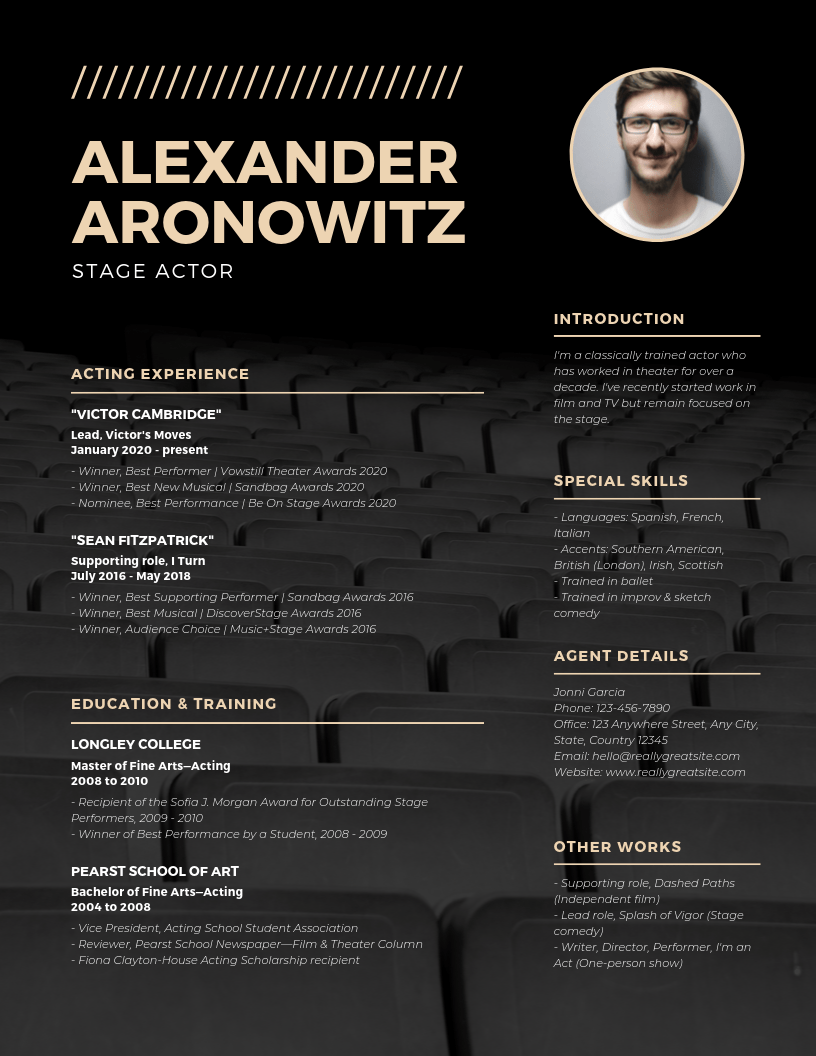 ////////////////////////
ALEXANDER
ARONOWITZ
STAGE ACTOR
ACTING EXPERIENCE
"VICTOR CAMBRIDGE"
Lead, Victor's Moves
January 2020 - present
- Winner, Best Performer | Vowstill Theater Awards 2020
- Winner, Best New Musical | Sandbag Awards 2020
- Nominee, Best Performance | Be On Stage Awards 2020
"SEAN FITZPATRICK"
Supporting role, I Turn
July 2016 - May 2018
- Winner, Best Supporting Performer | Sandbag Awards 2016
- Winner, Best Musical | DiscoverStage Awards 2016
- Winner, Audience Choice | Music+Stage Awards 2016
EDUCATION & TRAINING
LONGLEY COLLEGE
Master of Fine Arts—Acting
2008 to 2010
- Recipient of the Sofia J. Morgan Award for Outstanding Stage
Performers, 2009 - 2010
- Winner of Best Performance by a Student, 2008 - 2009
PEARST SCHOOL OF ART
Bachelor of Fine Arts—Acting
2004 to 2008
- Vice President, Acting School Student Association
- Reviewer, Pearst School Newspaper—Film & Theater Column
- Fiona Clayton-House Acting Scholarship recipient
INTRODUCTION
I'm a classically trained actor who
has worked in theater for over a
decade. I've recently started work in
film and TV but remain focused on
the stage.
SPECIAL SKILLS
- Languages: Spanish, French,
Italian
- Accents: Southern American,
British (London), Irish, Scottish
- Trained in ballet
- Trained in improv & sketch
comedy
AGENT DETAILS
Jonni Garcia
Phone: 123-456-7890
Office: 123 Anywhere Street, Any City,
State, Country 12345
Email: hello@reallygreatsite.com
Website: www.reallygreatsite.com
OTHER WORKS
- Supporting role, Dashed Paths
(Independent film)
- Lead role, Splash of Vigor (Stage
comedy)
- Writer, Director, Performer, I'm an
Act (One-person show)